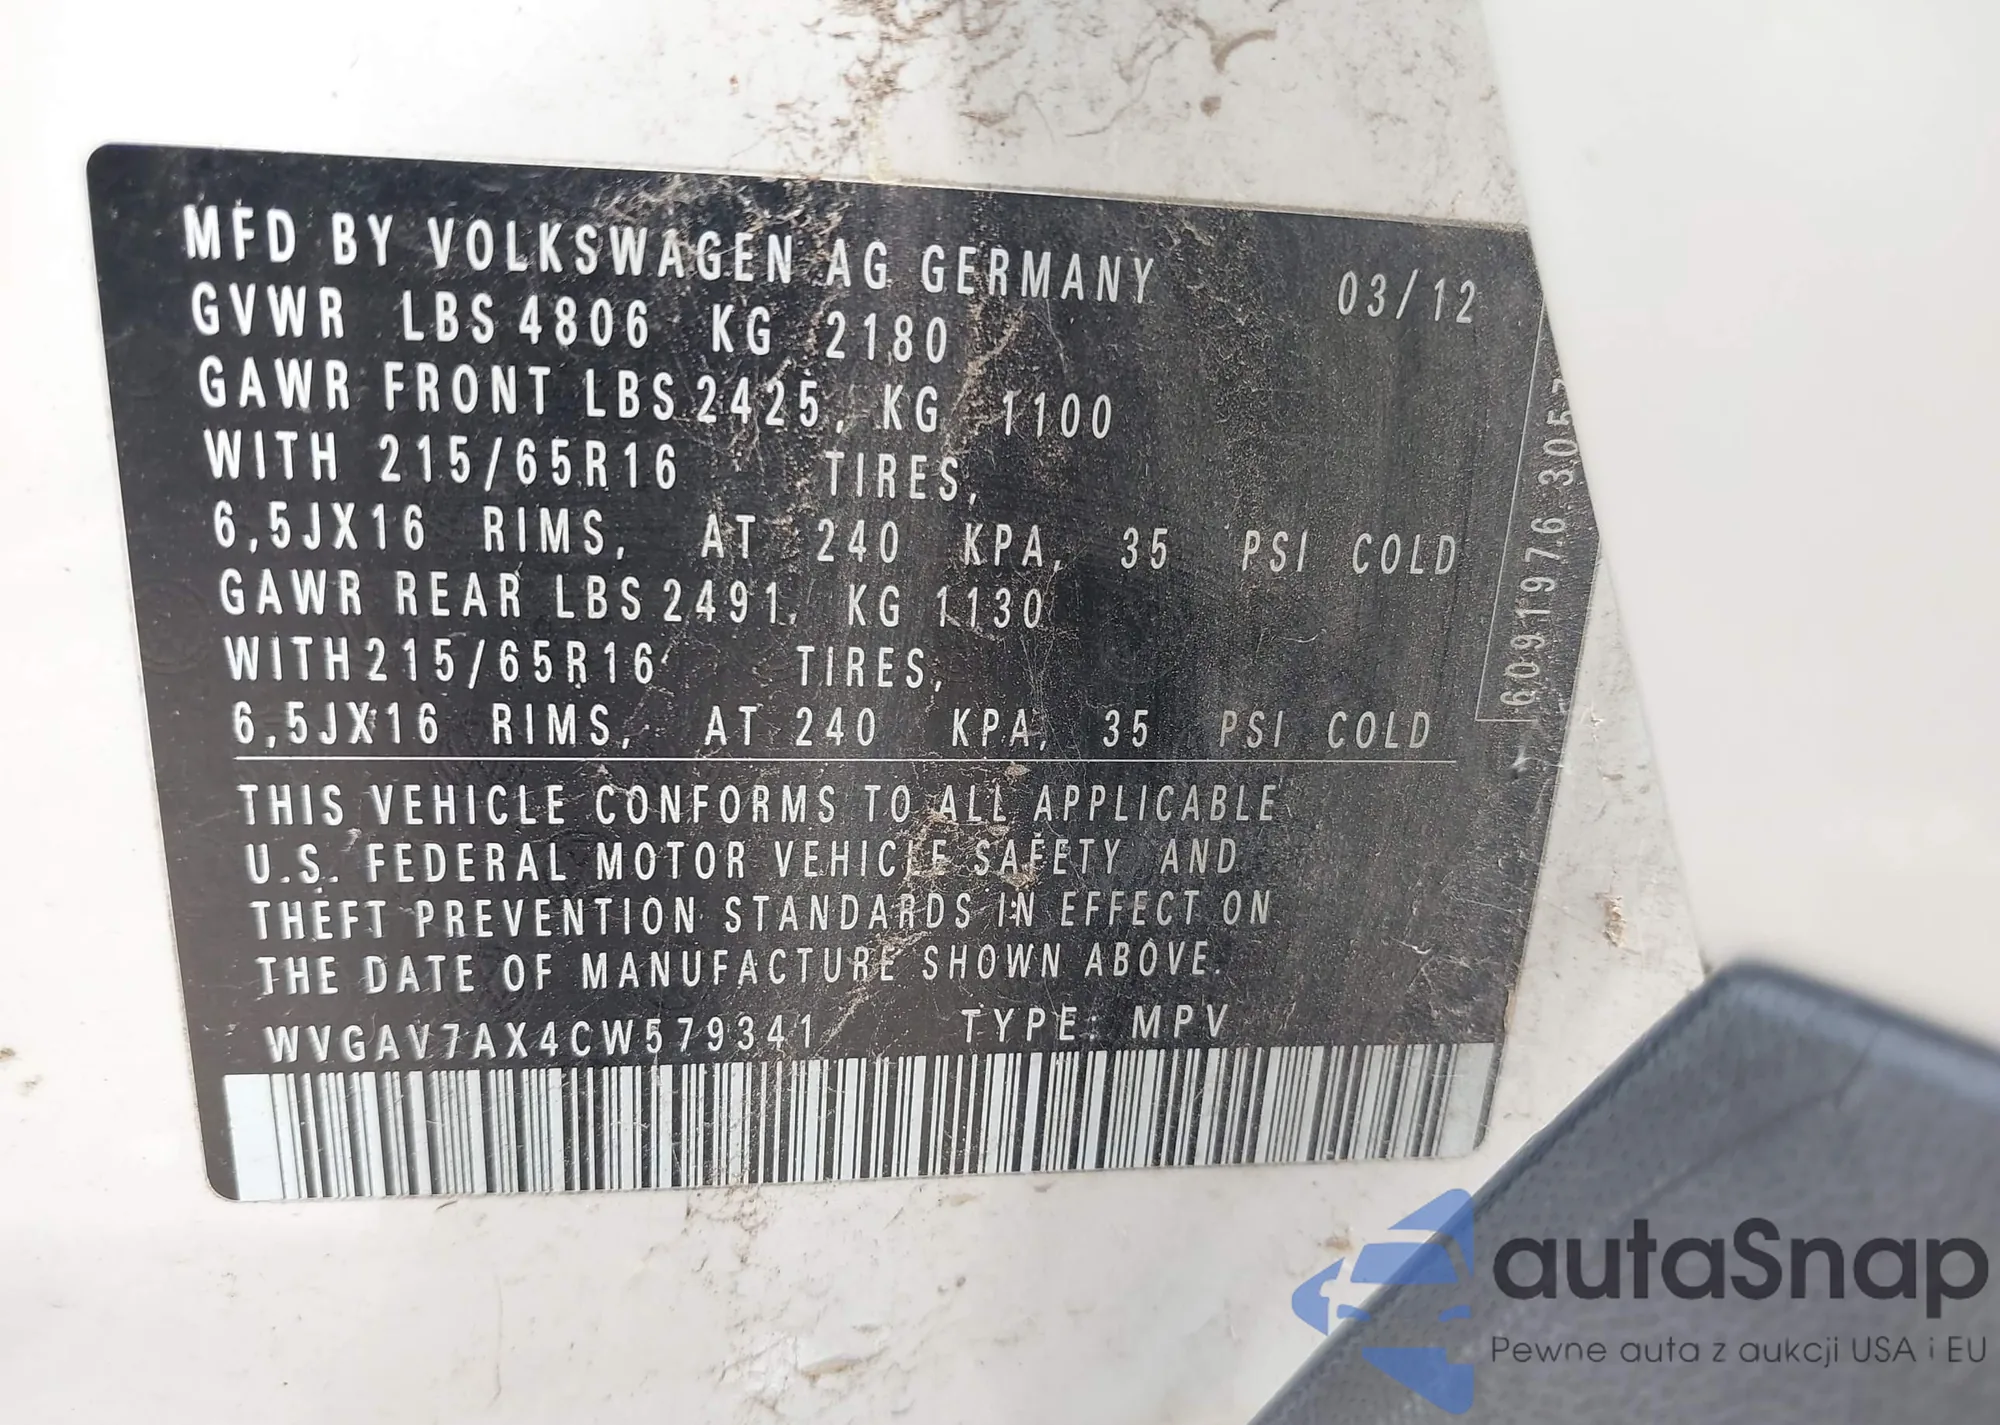 MFD BY VOLKSWAGEN AG GERMANY 03/12
GVWR LBS 4806 KG 2180
GAWR FRONT LBS 2425, KG 1100
WITH 215/65R16 TIRES,
6,5JX16 RIMS, AT 240 KPA, 35 PSI COLD
GAWR REAR LBS 2491, KG 1130
WITH 215/65R16 TIRES,
6,5JX16 RIMS, AT 240 KPA, 35 PSI COLD
THIS VEHICLE CONFORMS TO ALL APPLICABLE
U.S. FEDERAL MOTOR VEHICLE SAFETY AND
THEFT PREVENTION STANDARDS IN EFFECT ON
THE DATE OF MANUFACTURE SHOWN ABOVE.
WVGAV7AX4CW579341 TYPE: MPV
6091976 3057
autaSnap
Pewne auta z aukcji USA i EU